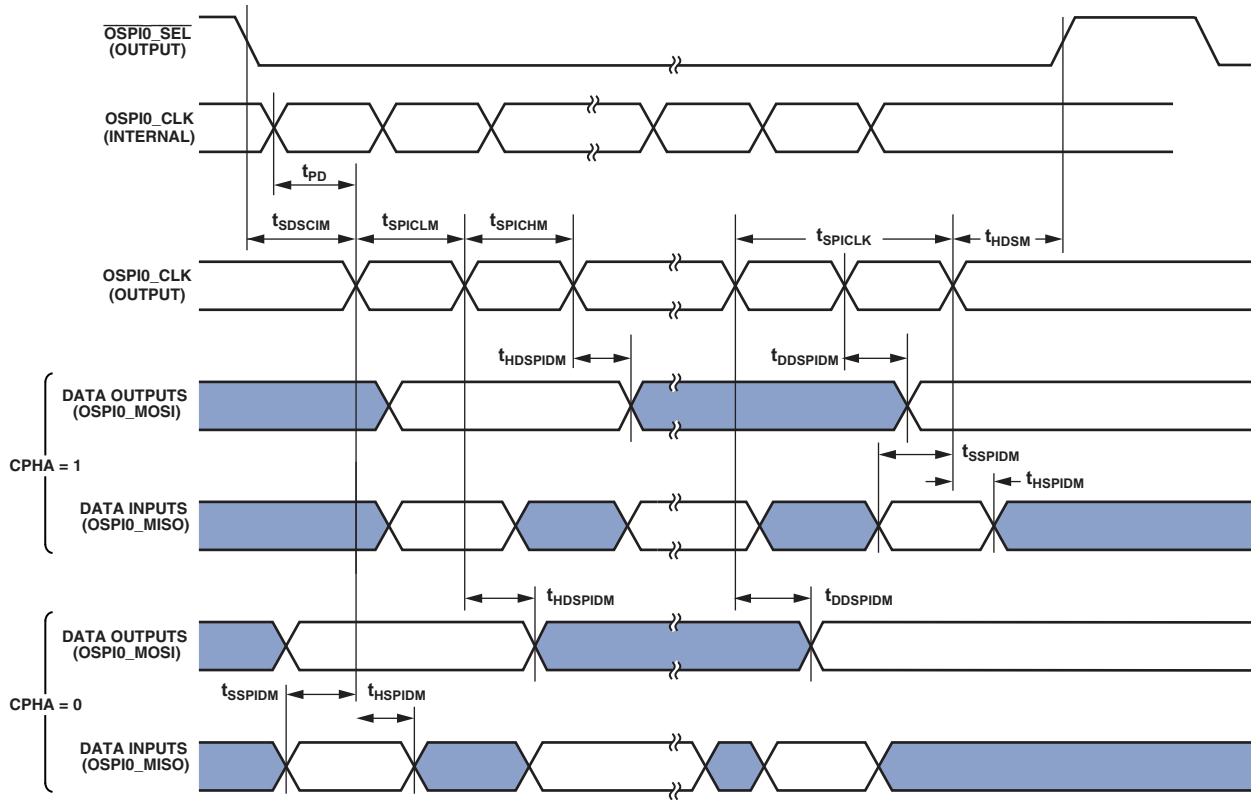 OSPI0_SEL
(OUTPUT)
OSPI0_CLK
(INTERNAL)
tPD
tSDSCIM
tSPICLM
tSPICHM
tSPICLK
tHDSM
OSPI0_CLK
(OUTPUT)
tHDSPIDM
tDDSPIDM
DATA OUTPUTS
(OSPI0_MOSI)
CPHA = 1
tSSPIDM
tHSPIDM
DATA INPUTS
(OSPI0_MISO)
tHDSPIDM
tDDSPIDM
DATA OUTPUTS
(OSPI0_MOSI)
CPHA = 0
tSSPIDM
tHSPIDM
DATA INPUTS
(OSPI0_MISO)